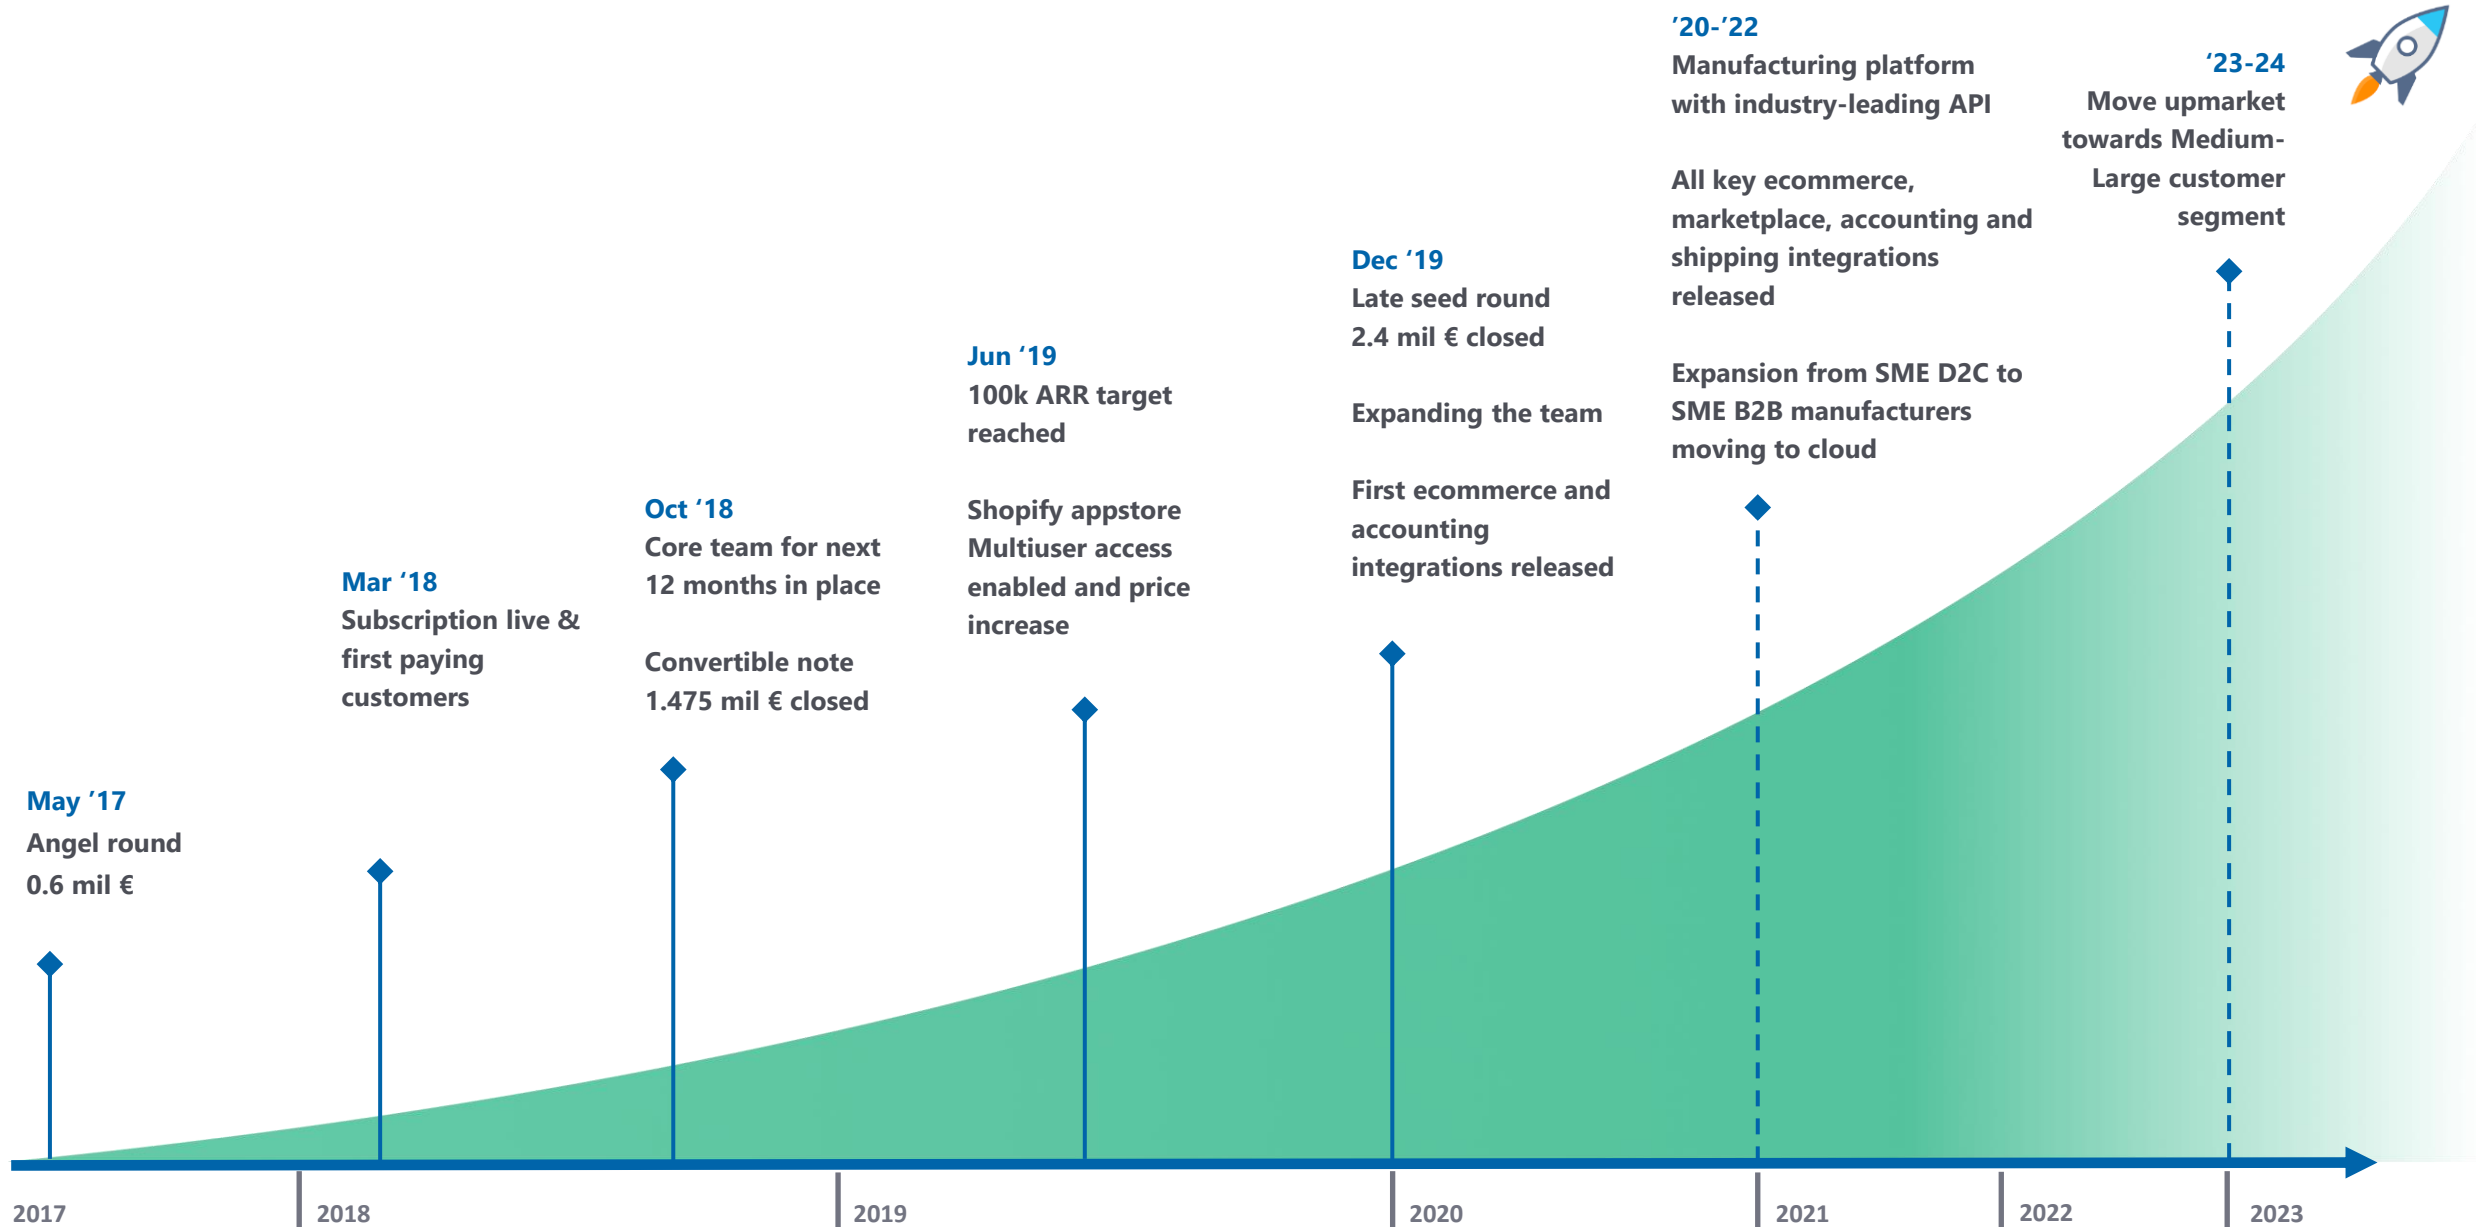 May ’17
Angel round
0.6 mil €
Mar ‘18
Subscription live &
first paying
customers
Oct ‘18
Core team for next
12 months in place
Convertible note
1.475 mil € closed
Jun ‘19
100k ARR target
reached
Shopify appstore
Multiuser access
enabled and price
increase
Dec ‘19
Late seed round
2.4 mil € closed
Expanding the team
First ecommerce and
accounting
integrations released
’20-’22
Manufacturing platform
with industry-leading API
All key ecommerce,
marketplace, accounting and
shipping integrations
released
Expansion from SME D2C to
SME B2B manufacturers
moving to cloud
‘23-24
Move upmarket
towards Medium-
Large customer
segment
2017
2018
2019
2020
2021
2022
2023